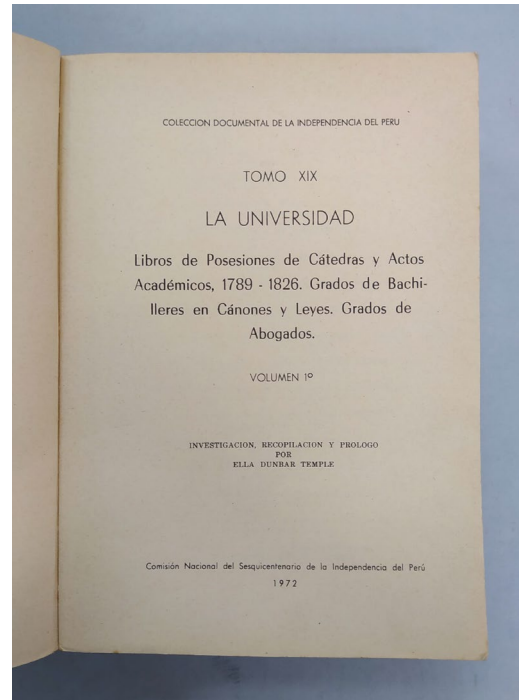 COLECCION DOCUMENTAL DE LA INDEPENDENCIA DEL PERU
TOMO XIX
LA UNIVERSIDAD
Libros de Posesiones de Cátedras y Actos
Académicos, 1789 - 1826. Grados de Bachi-
lleres en Cánones y Leyes. Grados de
Abogados.
VOLUMEN 1º
INVESTIGACION, RECOPILACION Y PROLOGO
POR
ELLA DUNBAR TEMPLE
Comisión Nacional del Sesquicentenario de la Independencia del Perú
1972